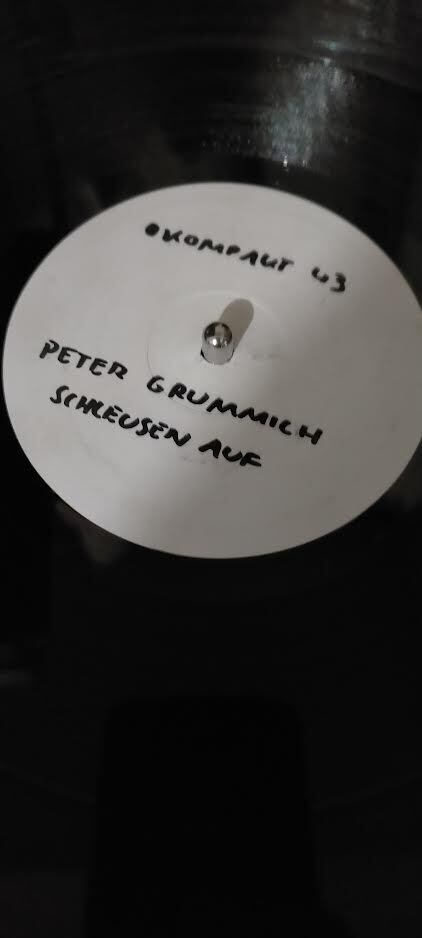 KOMPAKT 43
PETER GRUMMICH
SCHLEUSEN AUF